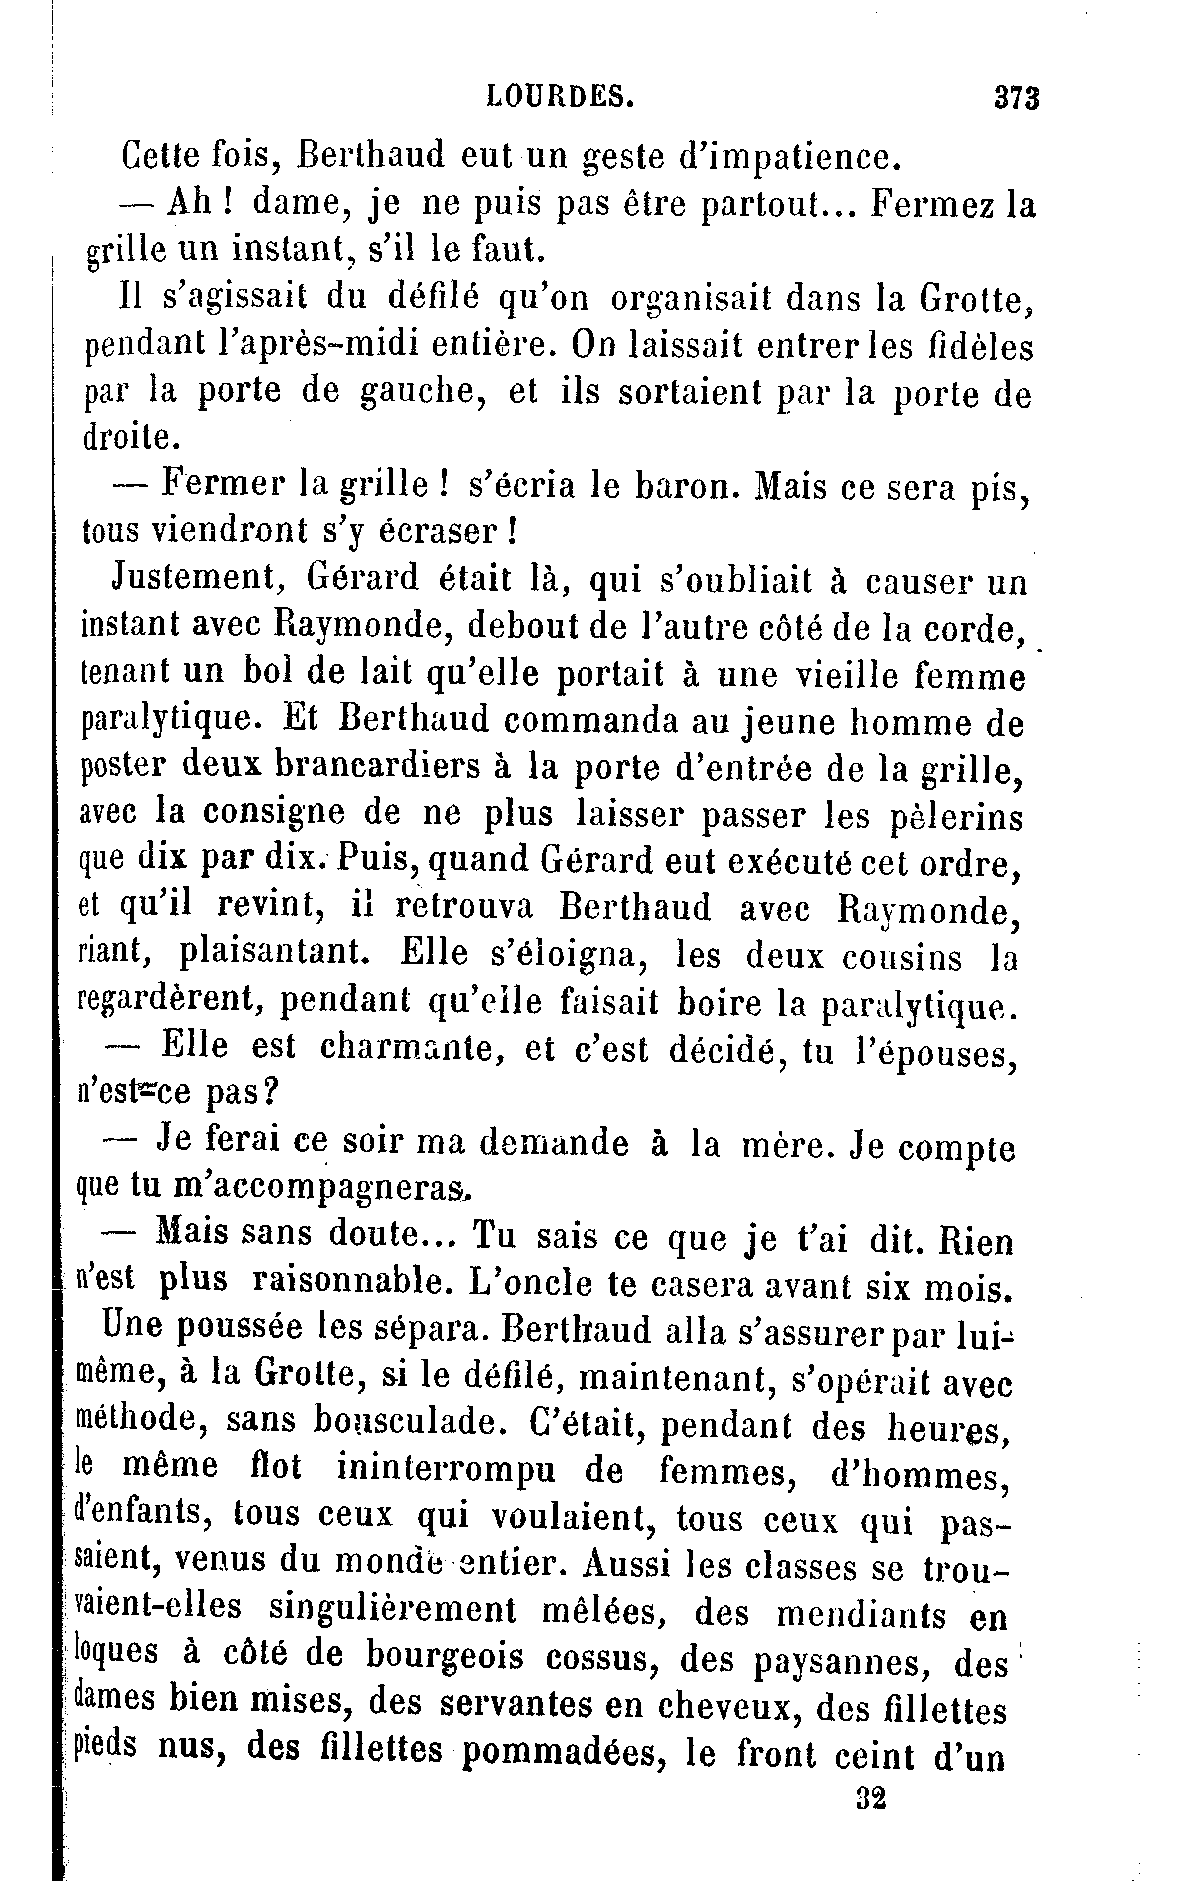 LOURDES. 373
Cette fois, Berthaud eut un geste d'impatience.
— Ah ! dame, je ne puis pas être partout... Fermez la
grille un instant, s'il le faut.
Il s'agissait du défilé qu'on organisait dans la Grotte,
pendant l'après-midi entière. On laissait entrer les fidèles
par la porte de gauche, et ils sortaient par la porte de
droite.
— Fermer la grille ! s'écria le baron. Mais ce sera pis,
tous viendront s'y écraser !
Justement, Gérard était là, qui s'oubliait à causer un
instant avec Raymonde, debout de l'autre côté de la corde,
tenant un bol de lait qu'elle portait à une vieille femme
paralytique. Et Berthaud commanda au jeune homme de
poster deux brancardiers à la porte d'entrée de la grille,
avec la consigne de ne plus laisser passer les pèlerins
que dix par dix. Puis, quand Gérard eut exécuté cet ordre,
et qu'il revint, il retrouva Berthaud avec Raymonde,
riant, plaisantant. Elle s'éloigna, les deux cousins la
regardèrent, pendant qu'elle faisait boire la paralytique.
— Elle est charmante, et c'est décidé, tu l'épouses,
n'est-ce pas?
— Je ferai ce soir ma demande à la mère. Je compte
que tu m'accompagneras.
— Mais sans doute... Tu sais ce que je t'ai dit. Rien
n'est plus raisonnable. L'oncle te casera avant six mois.
Une poussée les sépara. Berthaud alla s'assurer par lui-
même, à la Grotte, si le défilé, maintenant, s'opérait avec
méthode, sans bousculade. C'était, pendant des heures,
le même flot ininterrompu de femmes, d'hommes,
d'enfants, tous ceux qui voulaient, tous ceux qui pas-
saient, venus du monde entier. Aussi les classes se trou-
vaient-elles singulièrement mêlées, des mendiants en
loques à côté de bourgeois cossus, des paysannes, des
dames bien mises, des servantes en cheveux, des fillettes
pieds nus, des fillettes pommadées, le front ceint d'un
32